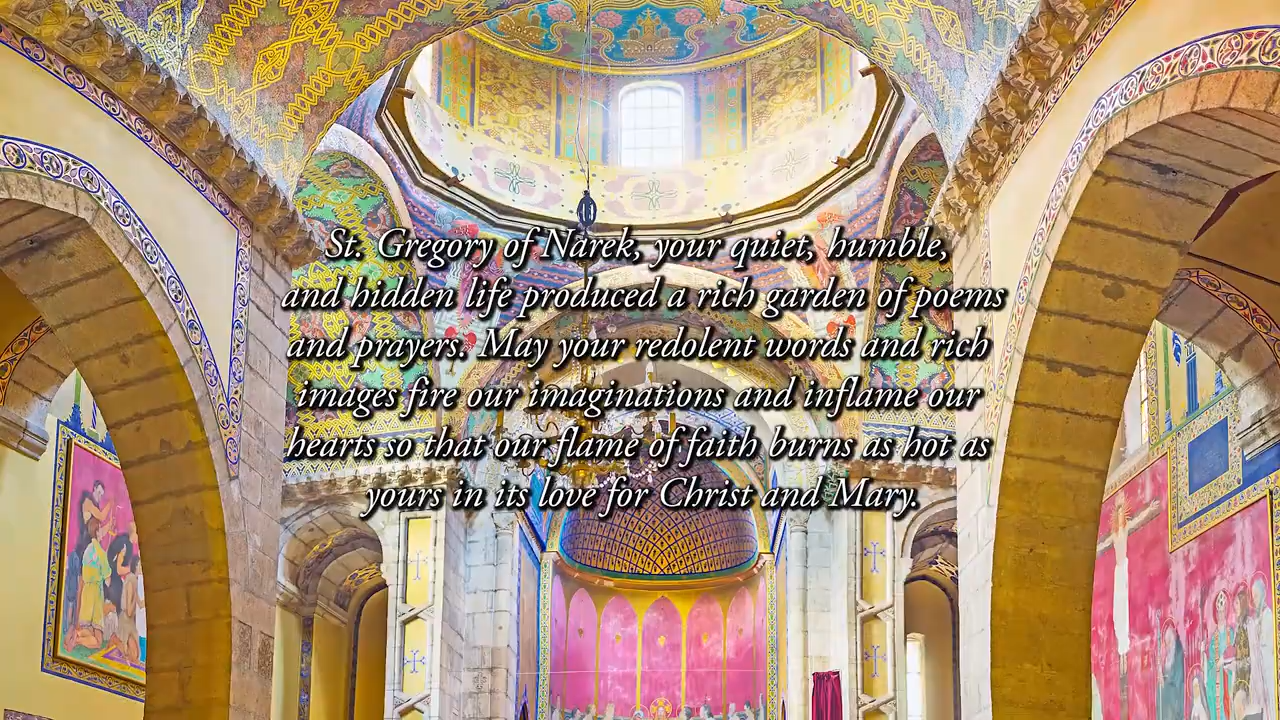 St. Gregory of Narek, your quiet, humble,
and hidden life produced a rich garden of poems
and prayers. May your redolent words and rich
images fire our imaginations and inflame our
hearts so that our flame of faith burns as hot as
yours in its love for Christ and Mary.